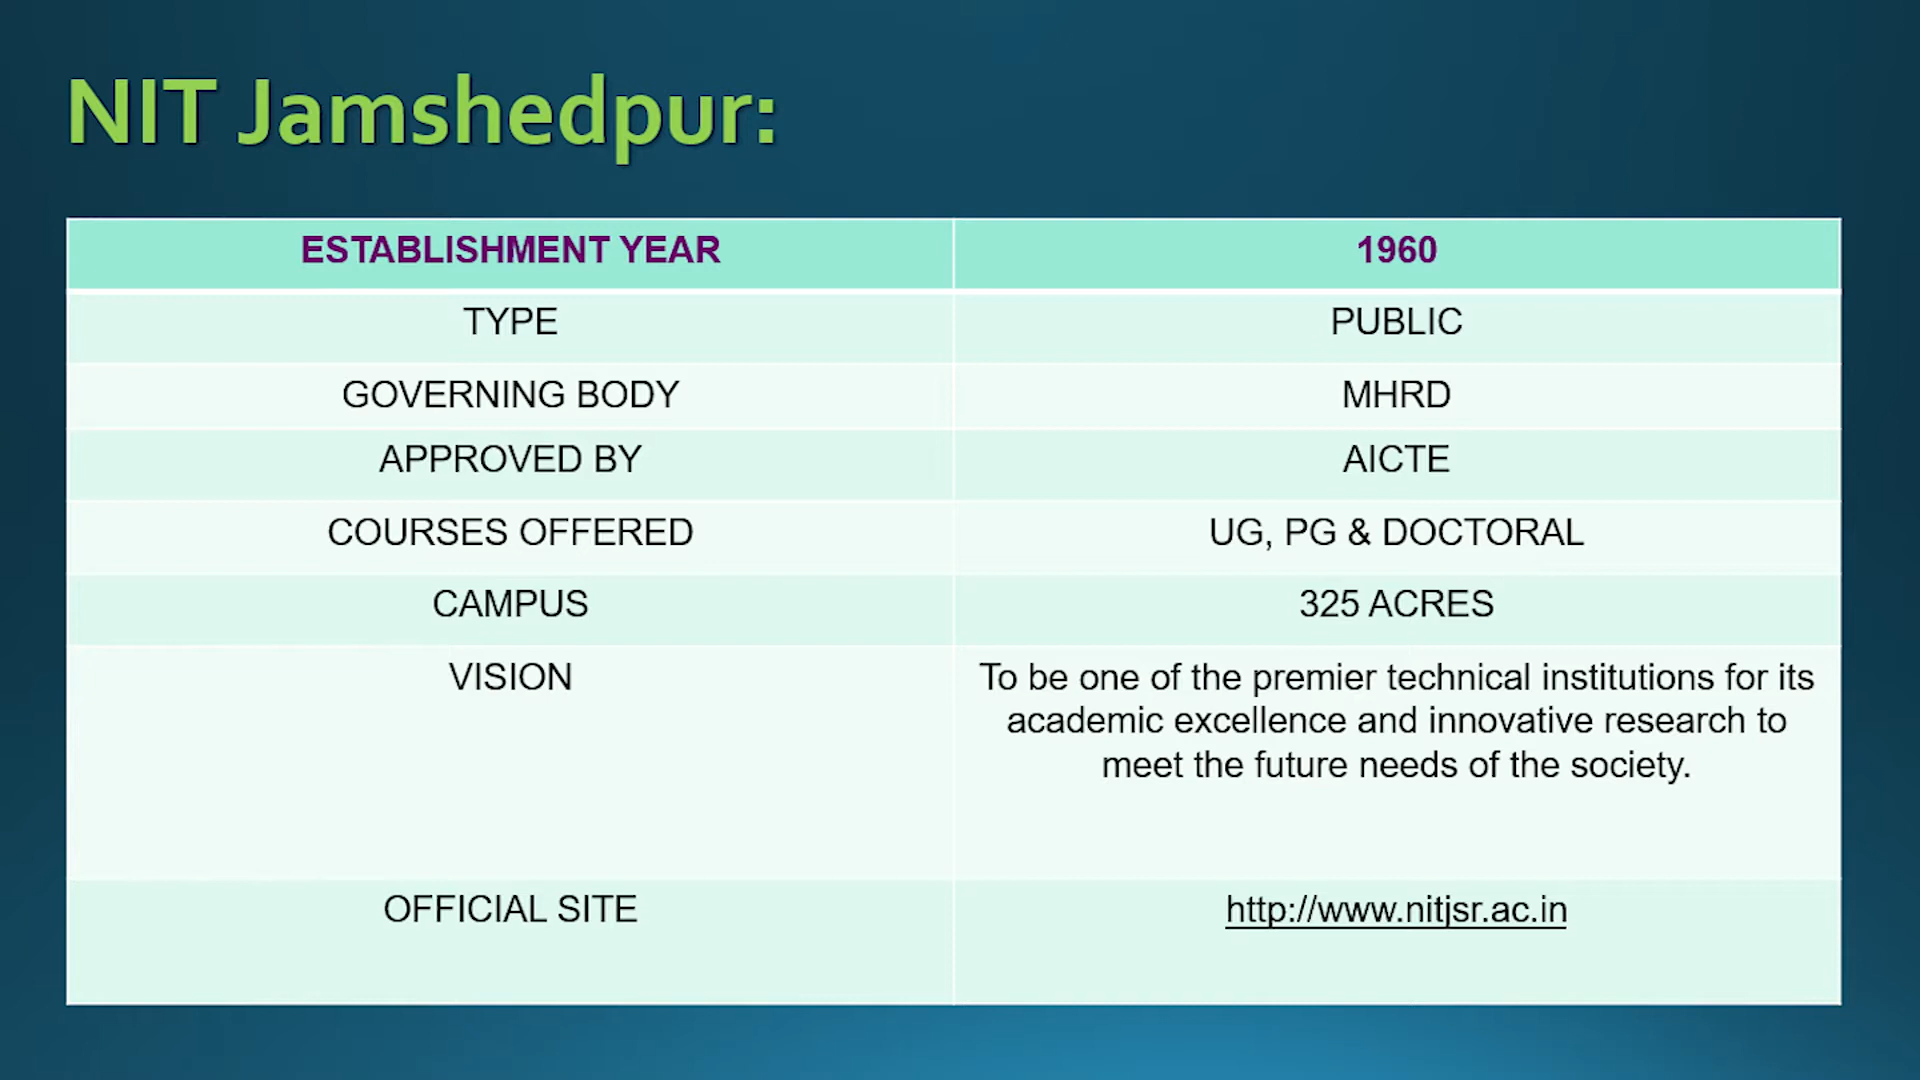 NIT Jamshedpur:
ESTABLISHMENT YEAR 1960
TYPE PUBLIC
GOVERNING BODY MHRD
APPROVED BY AICTE
COURSES OFFERED UG, PG & DOCTORAL
CAMPUS 325 ACRES
VISION To be one of the premier technical institutions for its
academic excellence and innovative research to
meet the future needs of the society.
OFFICIAL SITE http://www.nitjsr.ac.in